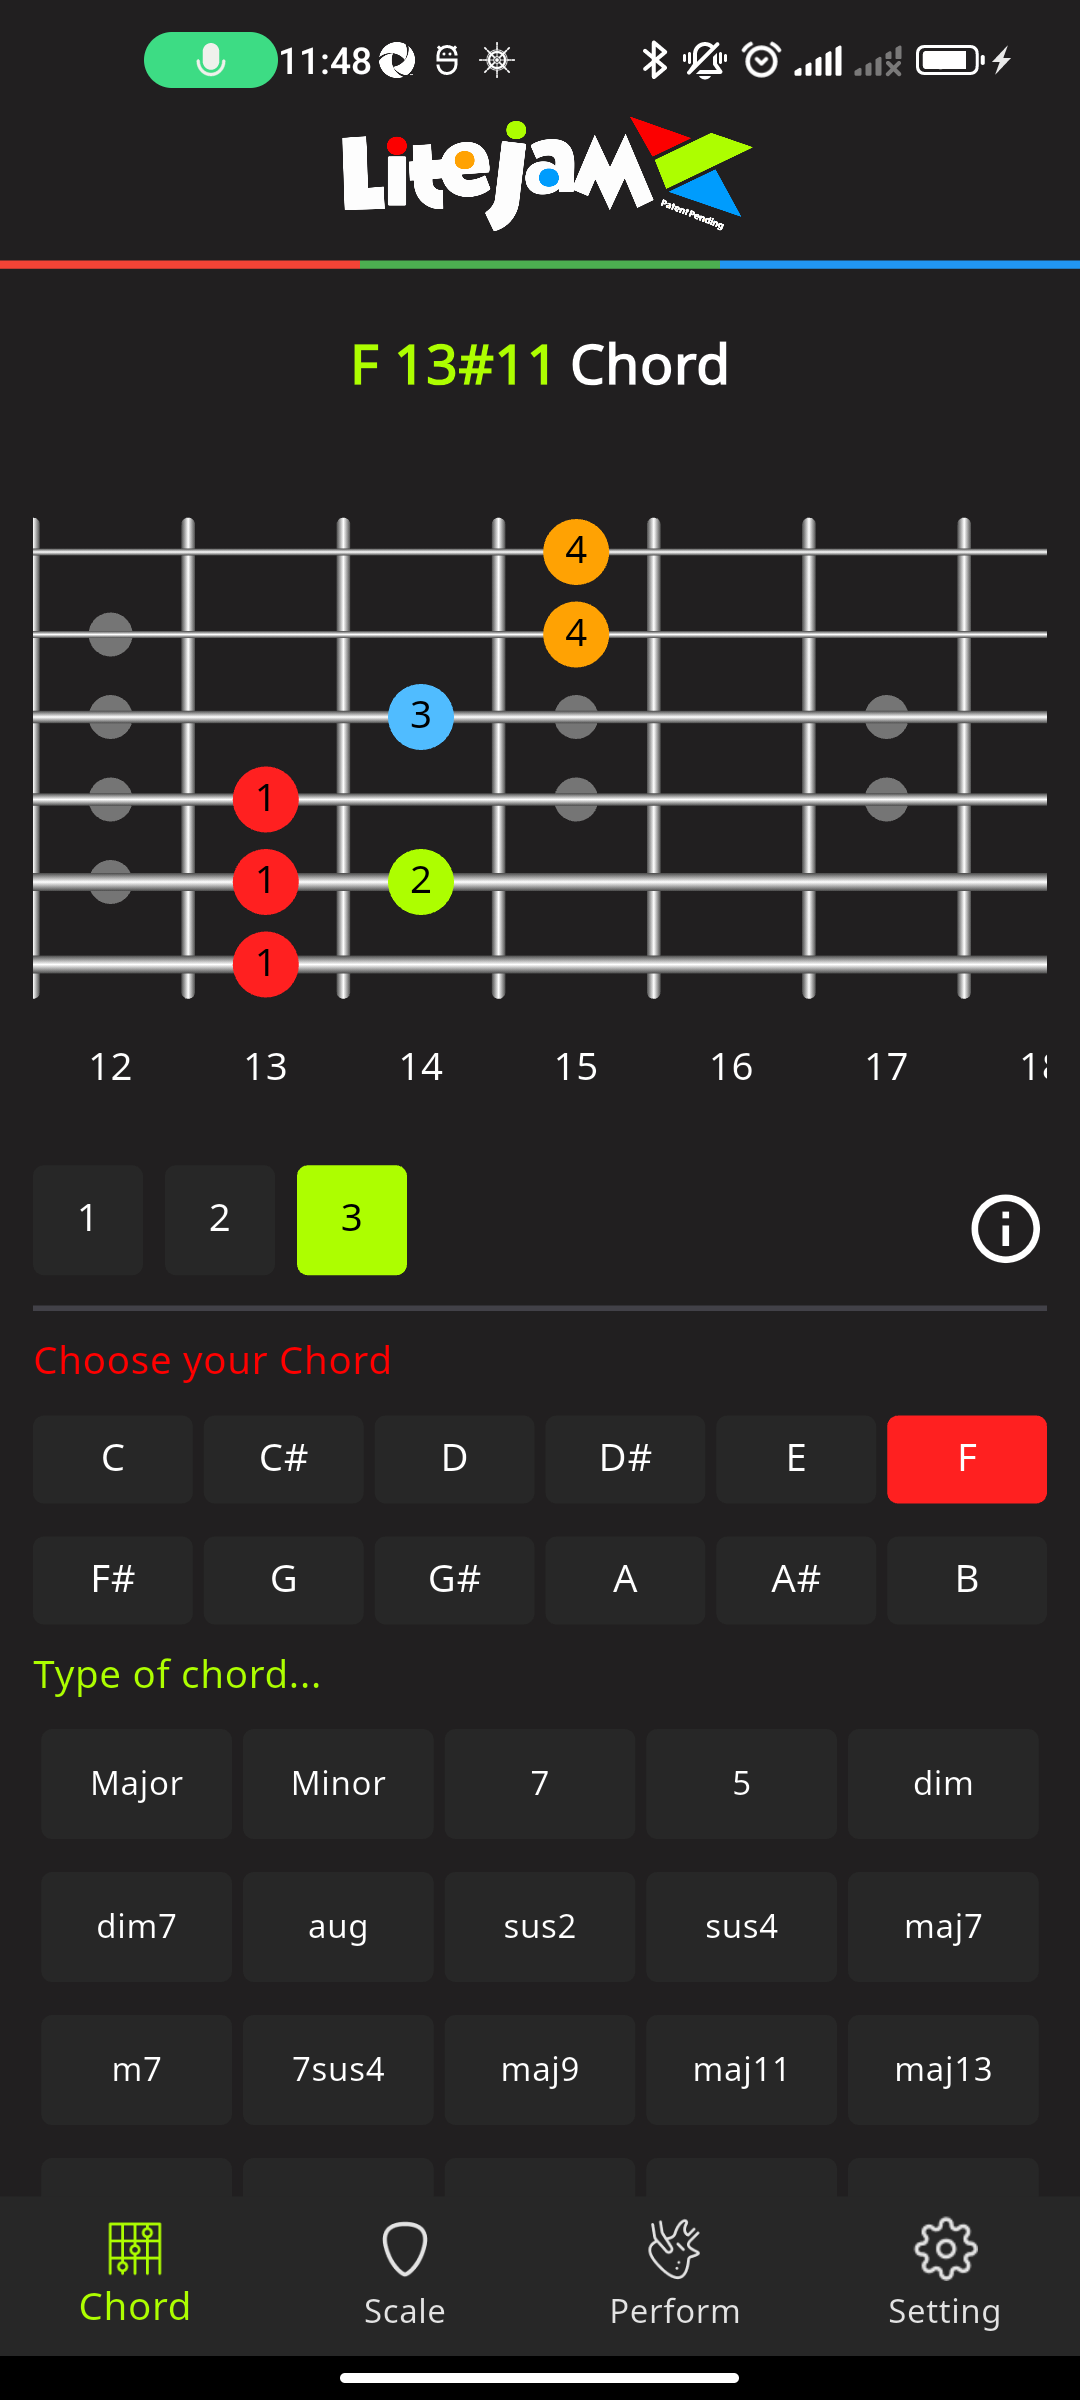 11:48
Litejam
Patent Pending
F 13#11 Chord
4
4
3
1
1 2
1
12 13 14 15 16 17 18
1 2 3
Choose your Chord
C C# D D# E F
F# G G# A A# B
Type of chord...
Major Minor 7 5 dim
dim7 aug sus2 sus4 maj7
m7 7sus4 maj9 maj11 maj13
Chord Scale Perform Setting